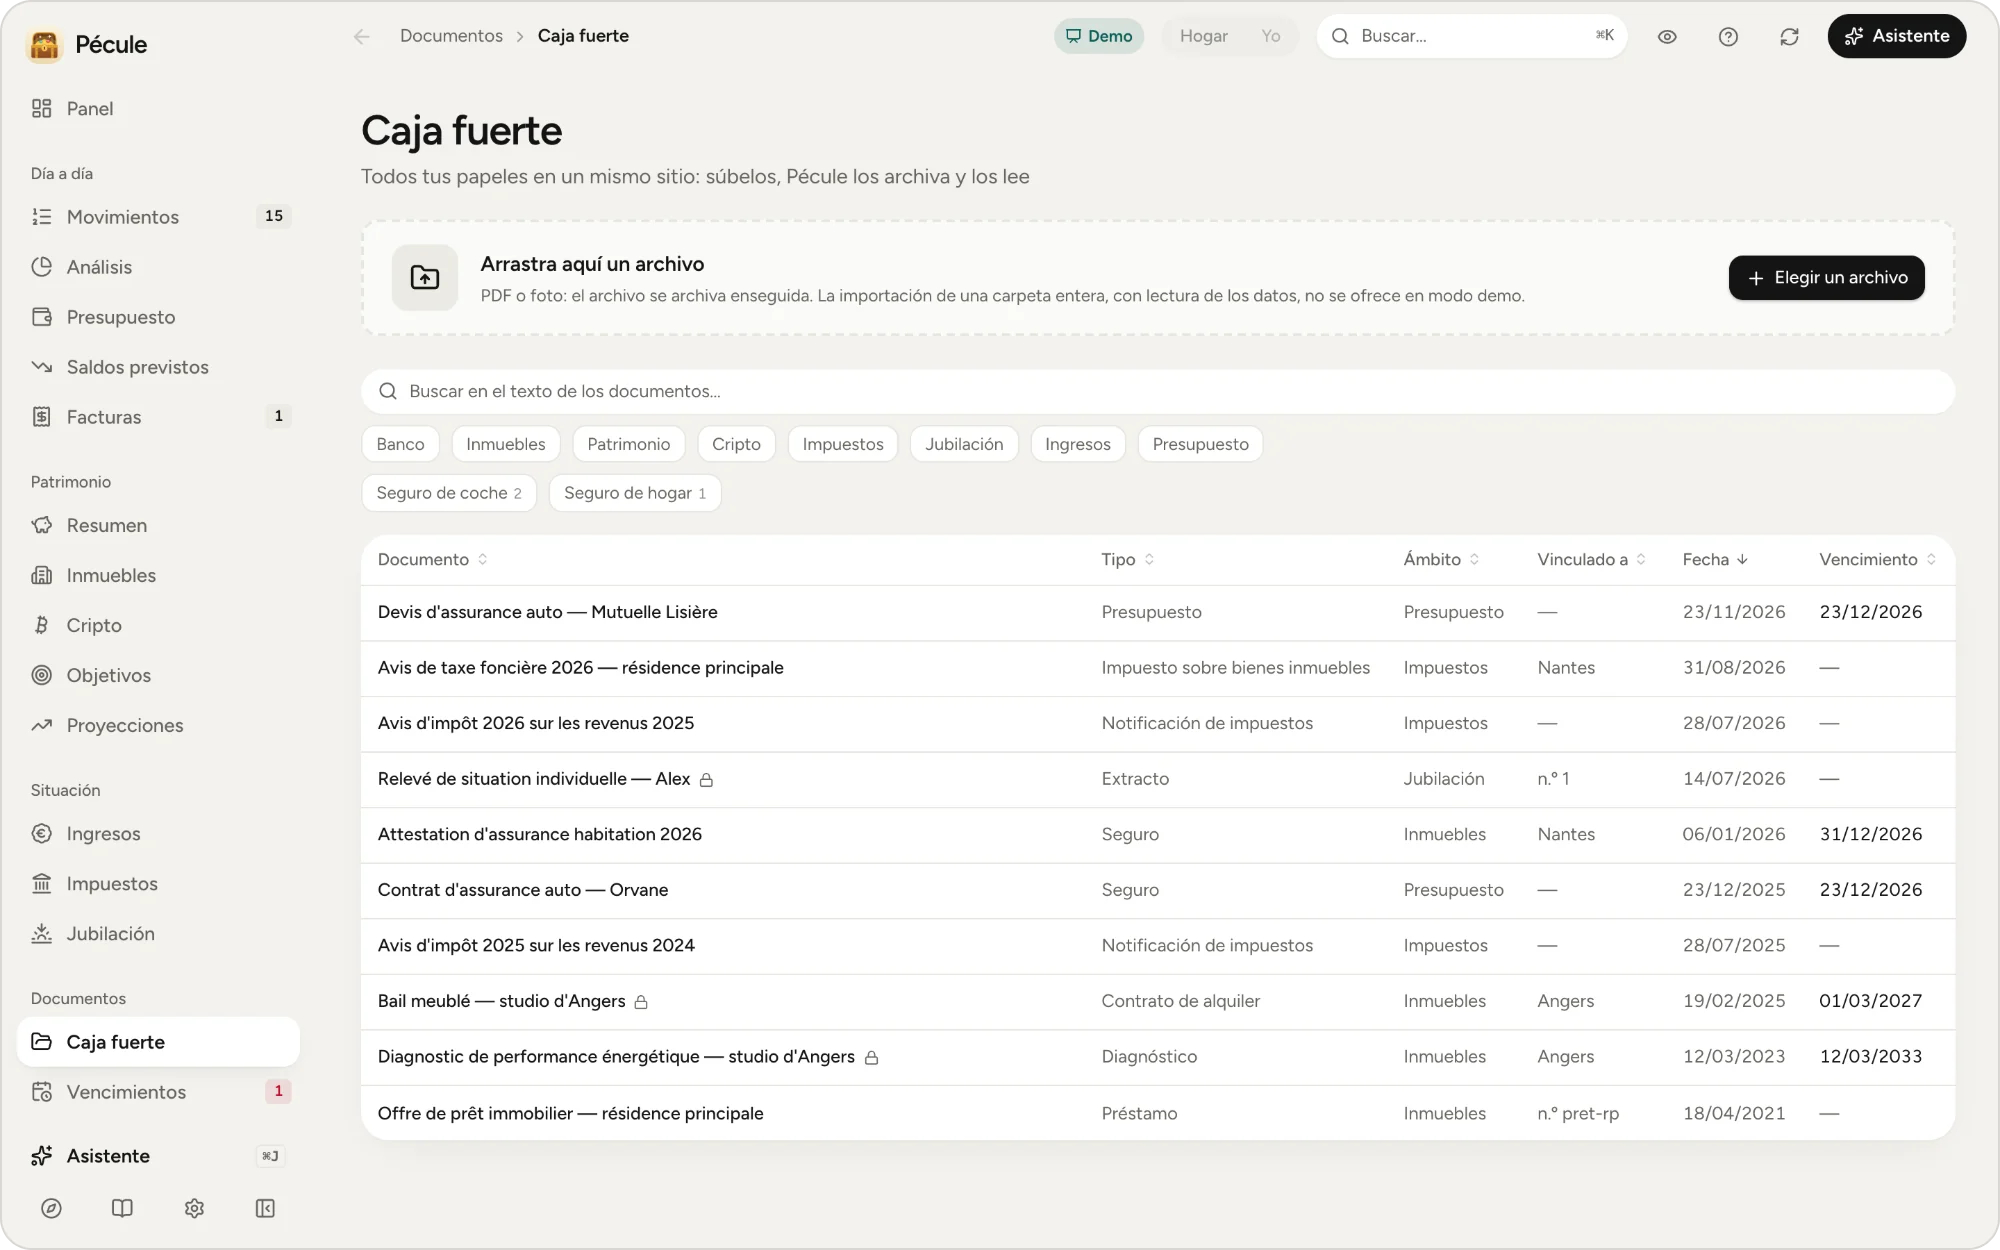 Pécule
Documentos > Caja fuerte
Demo
Hogar Yo
Buscar... ⌘K
Asistente
Panel
Día a día
Movimientos 15
Análisis
Presupuesto
Saldos previstos
Facturas 1
Patrimonio
Resumen
Inmuebles
Cripto
Objetivos
Proyecciones
Situación
Ingresos
Impuestos
Jubilación
Documentos
Caja fuerte
Vencimientos 1
Asistente ⌘J
Caja fuerte
Todos tus papeles en un mismo sitio: súbelos, Pécule los archiva y los lee
Arrastra aquí un archivo
PDF o foto: el archivo se archiva enseguida. La importación de una carpeta entera, con lectura de los datos, no se ofrece en modo demo.
+ Elegir un archivo
Buscar en el texto de los documentos...
Banco Inmuebles Patrimonio Cripto Impuestos Jubilación Ingresos Presupuesto
Seguro de coche 2 Seguro de hogar 1
Documento Tipo Ámbito Vinculado a Fecha ↓ Vencimiento
Devis d'assurance auto — Mutuelle Lisière Presupuesto Presupuesto — 23/11/2026 23/12/2026
Avis de taxe foncière 2026 — résidence principale Impuesto sobre bienes inmuebles Impuestos Nantes 31/08/2026 —
Avis d'impôt 2026 sur les revenus 2025 Notificación de impuestos Impuestos — 28/07/2026 —
Relevé de situation individuelle — Alex Extracto Jubilación n.º 1 14/07/2026 —
Attestation d'assurance habitation 2026 Seguro Inmuebles Nantes 06/01/2026 31/12/2026
Contrat d'assurance auto — Orvane Seguro Presupuesto — 23/12/2025 23/12/2026
Avis d'impôt 2025 sur les revenus 2024 Notificación de impuestos Impuestos — 28/07/2025 —
Bail meublé — studio d'Angers Contrato de alquiler Inmuebles Angers 19/02/2025 01/03/2027
Diagnostic de performance énergétique — studio d'Angers Diagnóstico Inmuebles Angers 12/03/2023 12/03/2033
Offre de prêt immobilier — résidence principale Préstamo Inmuebles n.º pret-rp 18/04/2021 —